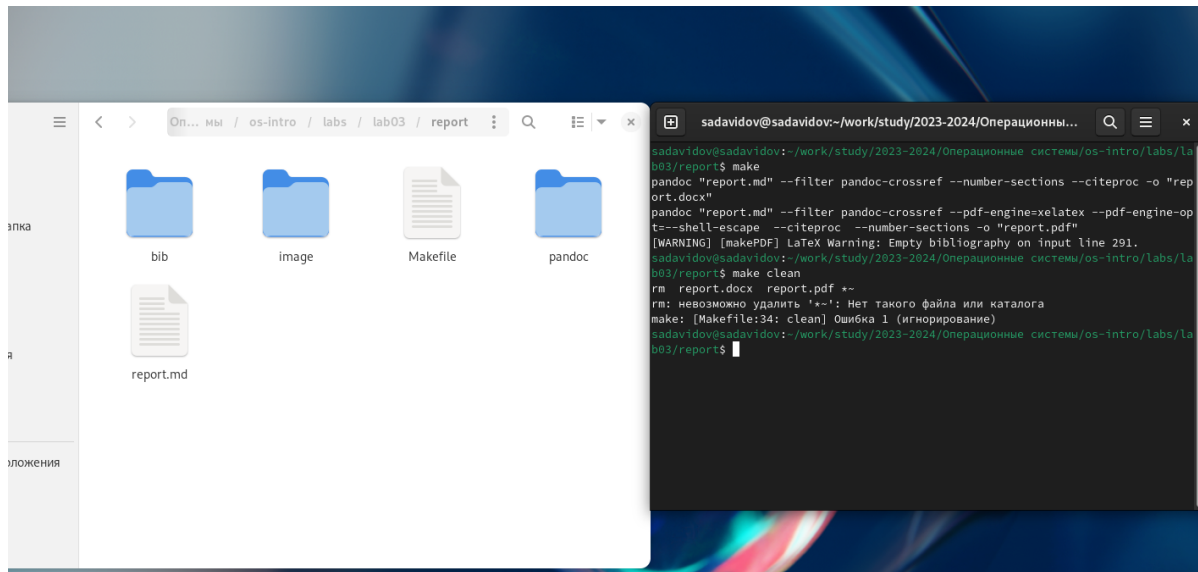 Оп... мы / os-intro / labs / lab03 / report
апка
я
оложения
bib
image
Makefile
pandoc
report.md
sadavidov@sadavidov:~/work/study/2023-2024/Операционны...
sadavidov@sadavidov:~/work/study/2023-2024/Операционные системы/os-intro/labs/la
b03/report$ make
pandoc "report.md" --filter pandoc-crossref --number-sections --citeproc -o "rep
ort.docx"
pandoc "report.md" --filter pandoc-crossref --pdf-engine=xelatex --pdf-engine-op
t=--shell-escape  --citeproc  --number-sections -o "report.pdf"
[WARNING] [makePDF] LaTeX Warning: Empty bibliography on input line 291.
sadavidov@sadavidov:~/work/study/2023-2024/Операционные системы/os-intro/labs/la
b03/report$ make clean
rm  report.docx  report.pdf *~
rm: невозможно удалить '*~': Нет такого файла или каталога
make: [Makefile:34: clean] Ошибка 1 (игнорирование)
sadavidov@sadavidov:~/work/study/2023-2024/Операционные системы/os-intro/labs/la
b03/report$